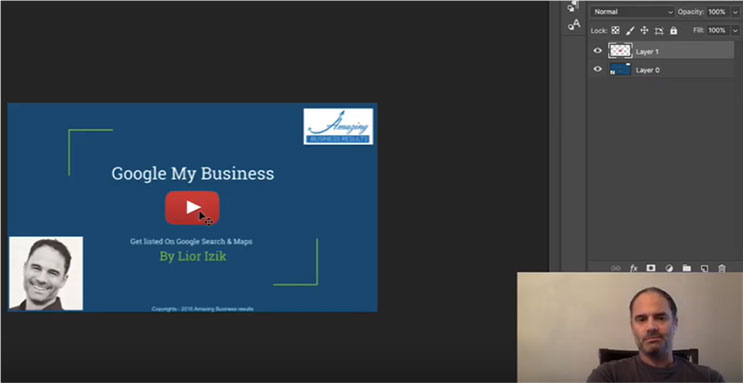 Normal Opacity: 100%
Lock: Fill: 100%
Layer 1
Layer 0
Amazing
BUSINESS RESULTS
Google My Business
Get listed On Google Search & Maps
By Lior Izik
Copyrights - 2016 Amazing Business results
fx